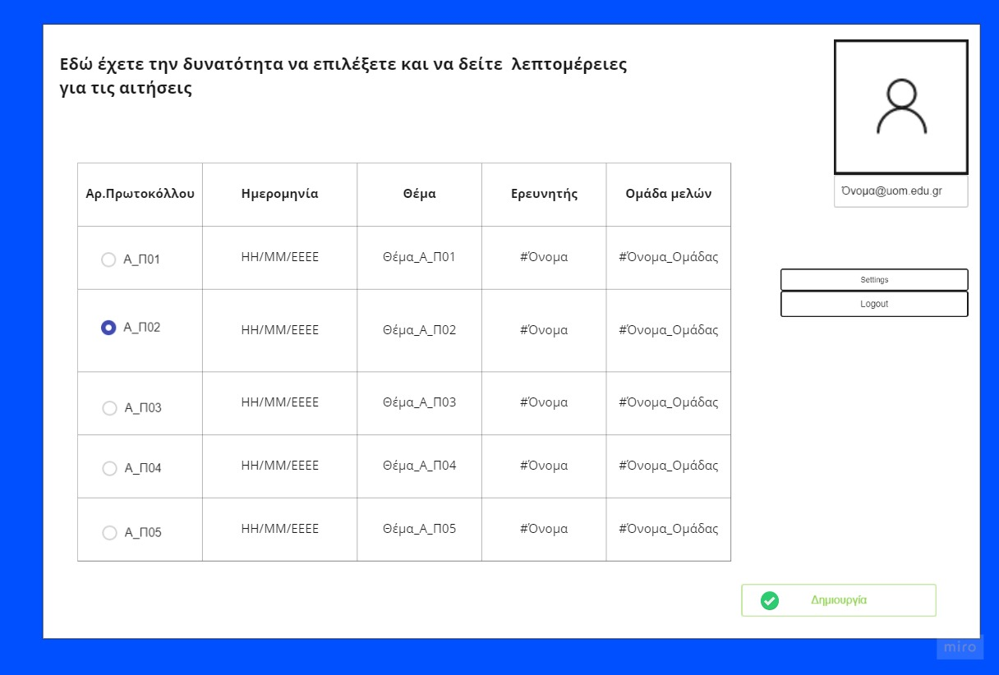 Εδώ έχετε την δυνατότητα να επιλέξετε και να δείτε λεπτομέρειες
για τις αιτήσεις
Όνομα@uom.edu.gr
Settings
Logout
Αρ.Πρωτοκόλλου Ημερομηνία Θέμα Ερευνητής Ομάδα μελών
Α_Π01 ΗΗ/ΜΜ/ΕΕΕΕ Θέμα_Α_Π01 #Όνομα #Όνομα_Ομάδας
Α_Π02 ΗΗ/ΜΜ/ΕΕΕΕ Θέμα_Α_Π02 #Όνομα #Όνομα_Ομάδας
Α_Π03 ΗΗ/ΜΜ/ΕΕΕΕ Θέμα_Α_Π03 #Όνομα #Όνομα_Ομάδας
Α_Π04 ΗΗ/ΜΜ/ΕΕΕΕ Θέμα_Α_Π04 #Όνομα #Όνομα_Ομάδας
Α_Π05 ΗΗ/ΜΜ/ΕΕΕΕ Θέμα_Α_Π05 #Όνομα #Όνομα_Ομάδας
Δημιουργία
miro